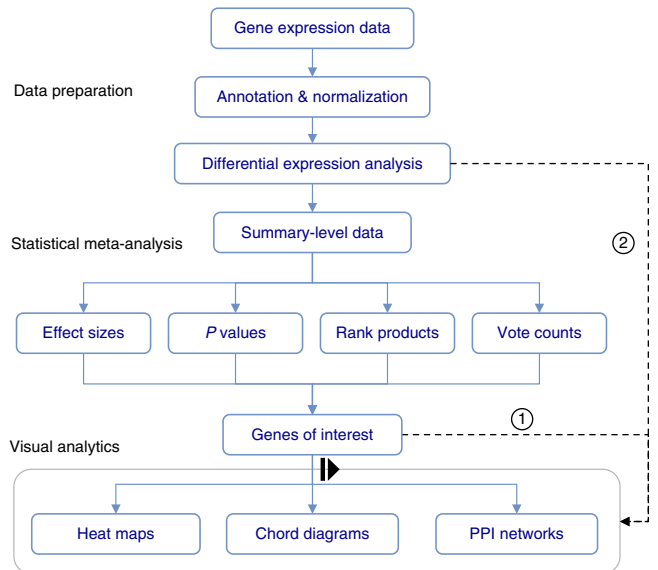 Gene expression data
Data preparation
Annotation & normalization
Differential expression analysis
Summary-level data
Statistical meta-analysis
②
Effect sizes
P values
Rank products
Vote counts
①
Genes of interest
Visual analytics
Heat maps
Chord diagrams
PPI networks